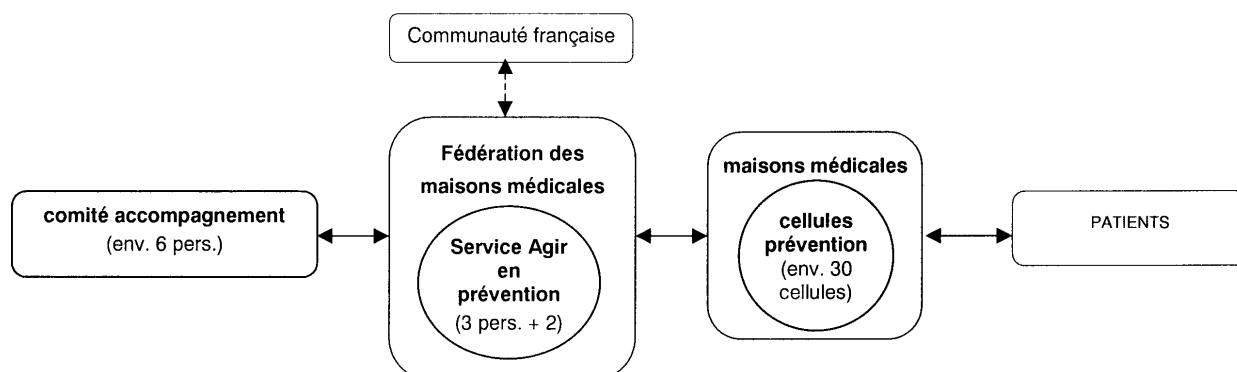 Communauté française
Fédération des
maisons médicales
comité accompagnement
(env. 6 pers.)
Service Agir
en
prévention
(3 pers. + 2)
maisons médicales
cellules
prévention
(env. 30
cellules)
PATIENTS